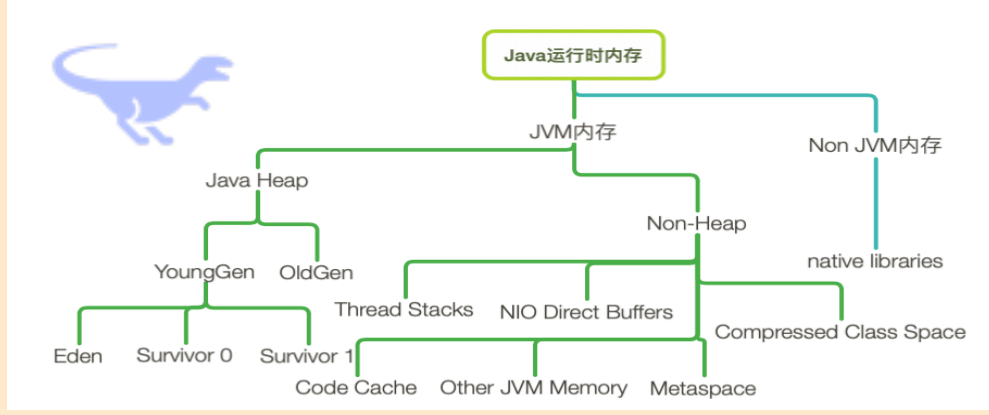 Java运行时内存
JVM内存
Non JVM内存
Java Heap
Non-Heap
native libraries
YoungGen
OldGen
Thread Stacks
NIO Direct Buffers
Compressed Class Space
Eden
Survivor 0
Survivor 1
Code Cache
Other JVM Memory
Metaspace